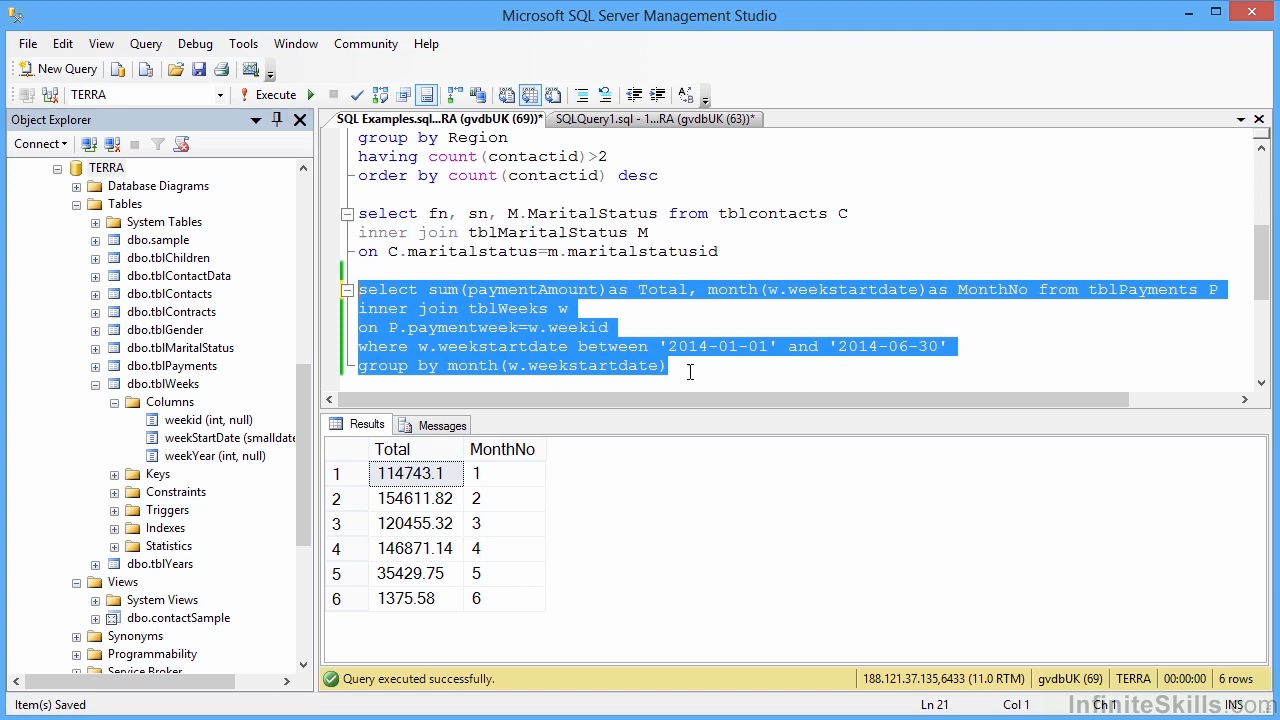 Microsoft SQL Server Management Studio
File Edit View Query Debug Tools Window Community Help
New Query
TERRA Execute
Object Explorer
Connect
TERRA
Database Diagrams
Tables
System Tables
dbo.sample
dbo.tblChildren
dbo.tblContactData
dbo.tblContacts
dbo.tblContracts
dbo.tblGender
dbo.tblMaritalStatus
dbo.tblPayments
dbo.tblWeeks
Columns
weekid (int, null)
weekStartDate (smalldate
weekYear (int, null)
Keys
Constraints
Triggers
Indexes
Statistics
dbo.tblYears
Views
System Views
dbo.contactSample
Synonyms
Programmability
Service Broker
SQL Examples.sql...RA (gvdbUK (69))* SQLQuery1.sql - 1...RA (gvdbUK (63))*
group by Region
having count(contactid)>2
order by count(contactid) desc
select fn, sn, M.MaritalStatus from tblcontacts C
inner join tblMaritalStatus M
on C.maritalstatus=m.maritalstatusid
select sum(paymentAmount)as Total, month(w.weekstartdate)as MonthNo from tblPayments P
inner join tblWeeks w
on P.paymentweek=w.weekid
where w.weekstartdate between '2014-01-01' and '2014-06-30'
group by month(w.weekstartdate)
Results Messages
Total MonthNo
1 114743.1 1
2 154611.82 2
3 120455.32 3
4 146871.14 4
5 35429.75 5
6 1375.58 6
Query executed successfully. 188.121.37.135,6433 (11.0 RTM) gvdbUK (69) TERRA 00:00:00 6 rows
Item(s) Saved Ln 21 Col 1 Ch 1 INS
InfiniteSkills.com